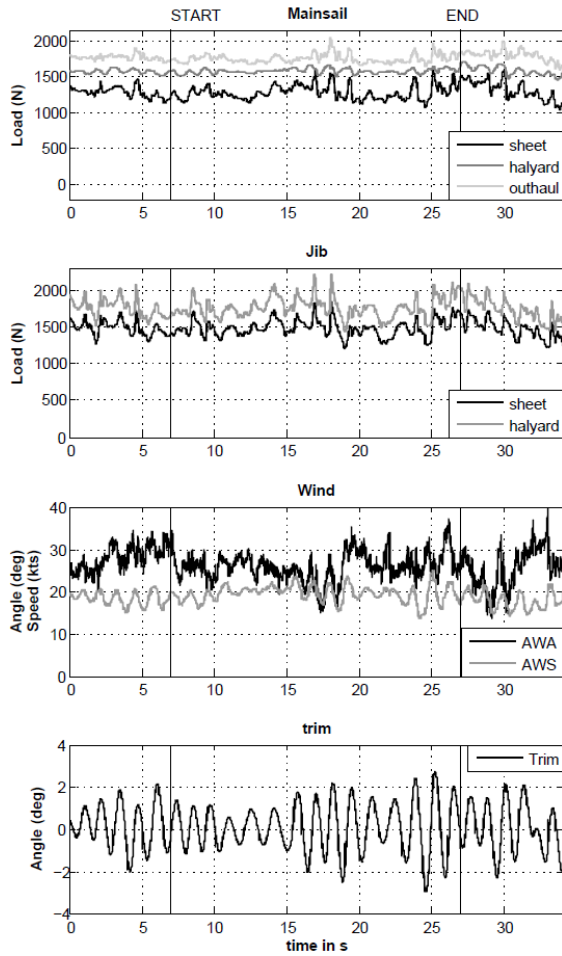 START Mainsail END
2000
1500
1000
500
0
Load (N)
sheet
halyard
outhaul
0 5 10 15 20 25 30
Jib
2000
1500
1000
500
0
Load (N)
sheet
halyard
0 5 10 15 20 25 30
Wind
40
30
20
10
0
Angle (deg)
Speed (kts)
AWA
AWS
0 5 10 15 20 25 30
trim
4
2
0
−2
−4
Angle (deg)
Trim
0 5 10 15 20 25 30
time in s